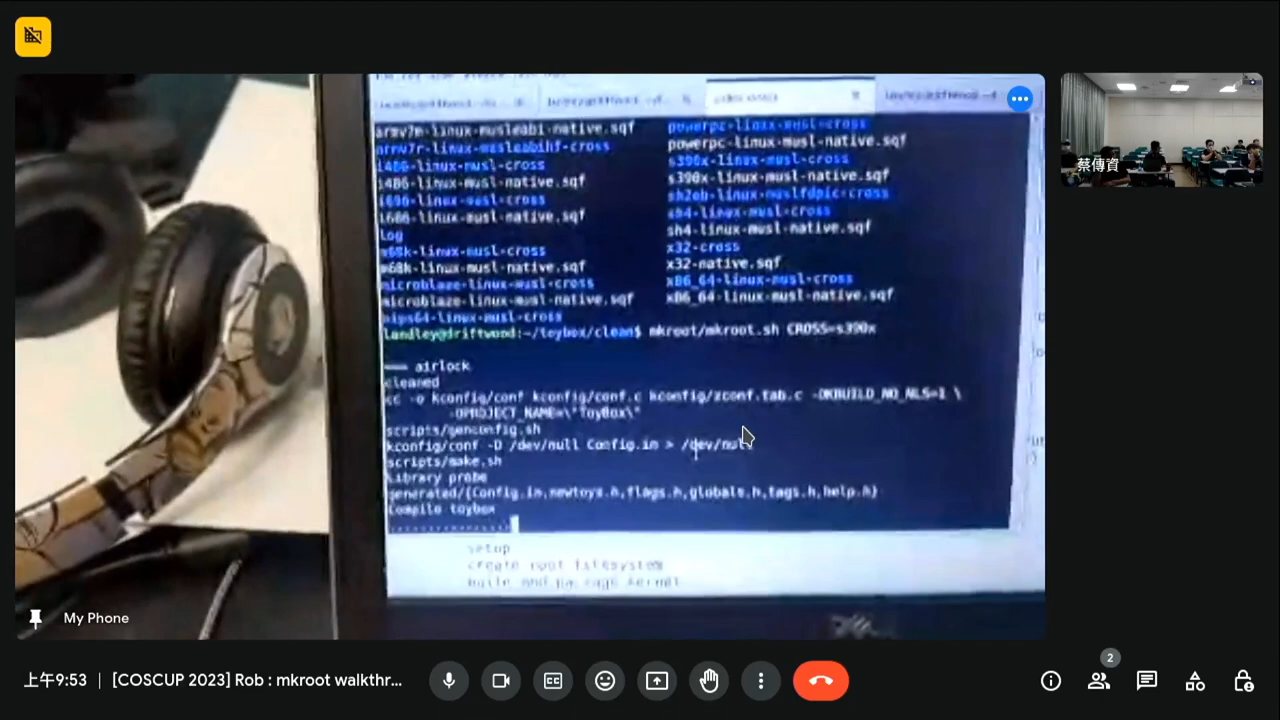 armv7m-linux-musleabi-native.sqf
powerpc-linux-musl-cross
armv7r-linux-musleabihf-cross
powerpc-linux-musl-native.sqf
i486-linux-musl-cross
s390x-linux-musl-cross
i486-linux-musl-native.sqf
s390x-linux-musl-native.sqf
i686-linux-musl-cross
sh2eb-linux-muslfdpic-cross
i686-linux-musl-native.sqf
sh4-linux-musl-cross
log
sh4-linux-musl-native.sqf
m68k-linux-musl-cross
x32-cross
m68k-linux-musl-native.sqf
x32-native.sqf
microblaze-linux-musl-cross
x86_64-linux-musl-cross
microblaze-linux-musl-native.sqf
x86_64-linux-musl-native.sqf
mips64-linux-musl-cross
landley@driftwood:~/toybox/clean$ mkroot/mkroot.sh CROSS=s390x
=== airlock
cleaned
cc -o kconfig/conf kconfig/conf.c kconfig/zconf.tab.c -DKBUILD_NO_NLS=1 \
-DPROJECT_NAME=\"ToyBox\"
scripts/genconfig.sh
kconfig/conf -D /dev/null Config.in > /dev/null
scripts/make.sh
Library probe
generated/{Config.in,newtoys.h,flags.h,globals.h,tags.h,help.h}
Compile toybox
.................
setup
create root filesystem
build and package kernel
DELL
My Phone
蔡傳資
上午9:53 | [COSCUP 2023] Rob : mkroot walkthr...
2